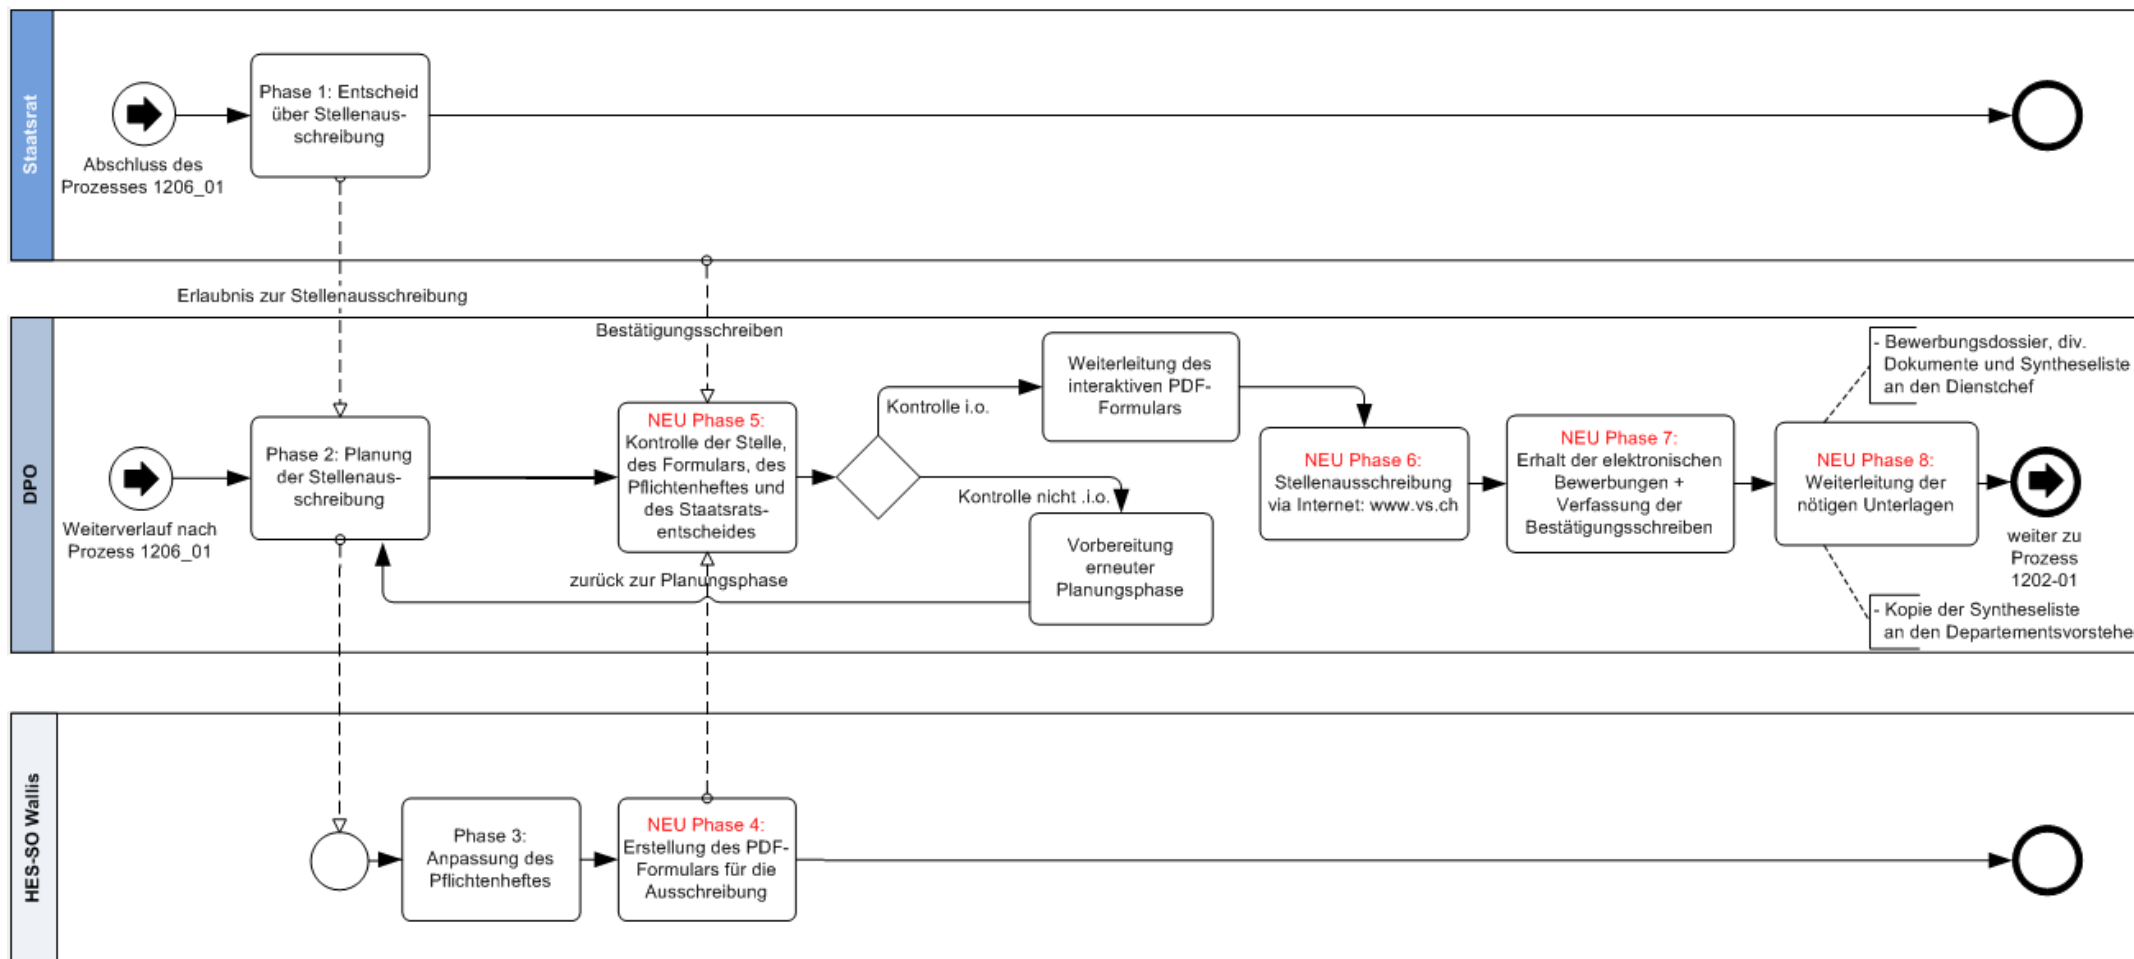 Staatsrat
Phase 1: Entscheid
über Stellenaus-
schreibung
Abschluss des
Prozesses 1206_01
Erlaubnis zur Stellenausschreibung
DPO
Bestätigungsschreiben
Weiterverlauf nach
Prozess 1206_01
Phase 2: Planung
der Stellenaus-
schreibung
NEU Phase 5:
Kontrolle der Stelle,
des Formulars, des
Pflichtenheftes und
des Staatsrats-
entscheides
Kontrolle i.o.
Weiterleitung des
interaktiven PDF-
Formulars
Kontrolle nicht .i.o.
Vorbereitung
erneuter
Planungsphase
zurück zur Planungsphase
NEU Phase 6:
Stellenausschreibung
via Internet: www.vs.ch
NEU Phase 7:
Erhalt der elektronischen
Bewerbungen +
Verfassung der
Bestätigungsschreiben
NEU Phase 8:
Weiterleitung der
nötigen Unterlagen
- Bewerbungsdossier, div.
Dokumente und Syntheseliste
an den Dienstchef
weiter zu
Prozess
1202-01
- Kopie der Syntheseliste
an den Departementsvorstehe
HES-SO Wallis
Phase 3:
Anpassung des
Pflichtenheftes
NEU Phase 4:
Erstellung des PDF-
Formulars für die
Ausschreibung